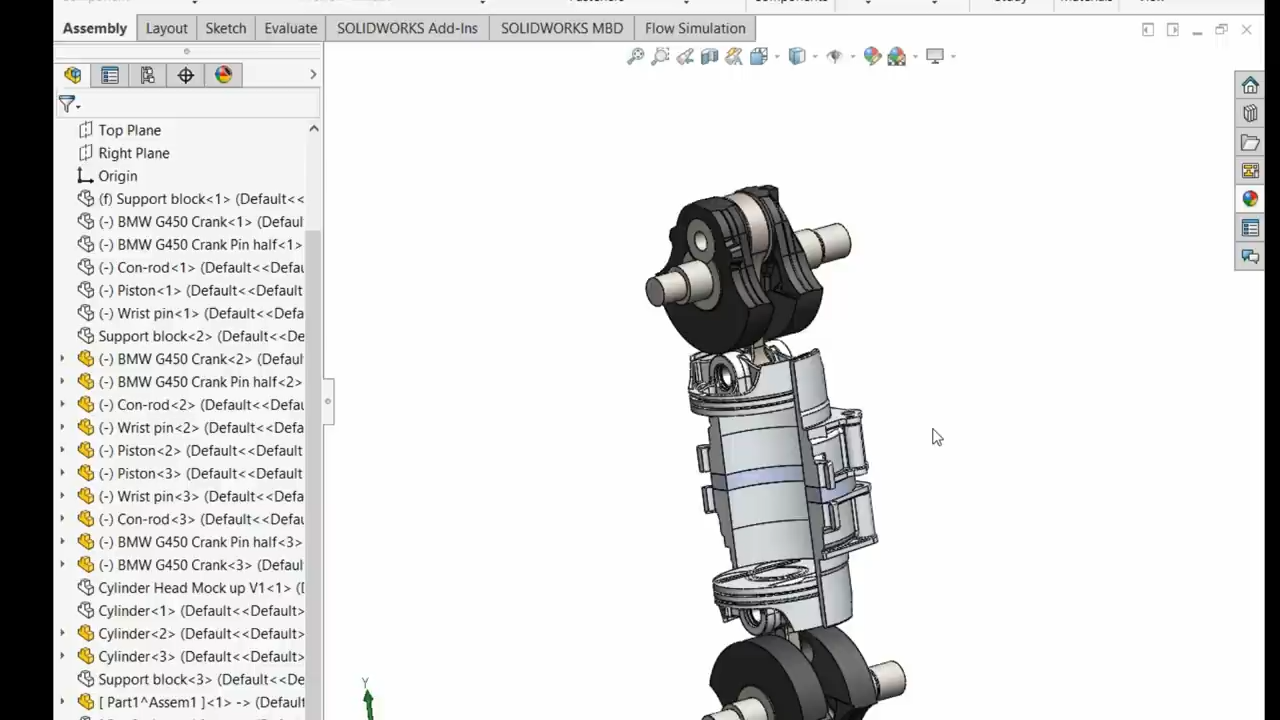 Assembly Layout Sketch Evaluate SOLIDWORKS Add-Ins SOLIDWORKS MBD Flow Simulation
Top Plane
Right Plane
Origin
(f) Support block<1> (Default<<
(-) BMW G450 Crank<1> (Defaul
(-) BMW G450 Crank Pin half<1>
(-) Con-rod<1> (Default<<Defau
(-) Piston<1> (Default<<Default
(-) Wrist pin<1> (Default<<Defa
Support block<2> (Default<<De
(-) BMW G450 Crank<2> (Defaul
(-) BMW G450 Crank Pin half<2>
(-) Con-rod<2> (Default<<Defau
(-) Wrist pin<2> (Default<<Defa
(-) Piston<2> (Default<<Default
(-) Piston<3> (Default<<Default
(-) Wrist pin<3> (Default<<Defa
(-) Con-rod<3> (Default<<Defau
(-) BMW G450 Crank Pin half<3>
(-) BMW G450 Crank<3> (Defaul
Cylinder Head Mock up V1<1> (
Cylinder<1> (Default<<Default>
Cylinder<2> (Default<<Default>
Cylinder<3> (Default<<Default>
Support block<3> (Default<<De
[ Part1^Assem1 ]<1> -> (Default
Y